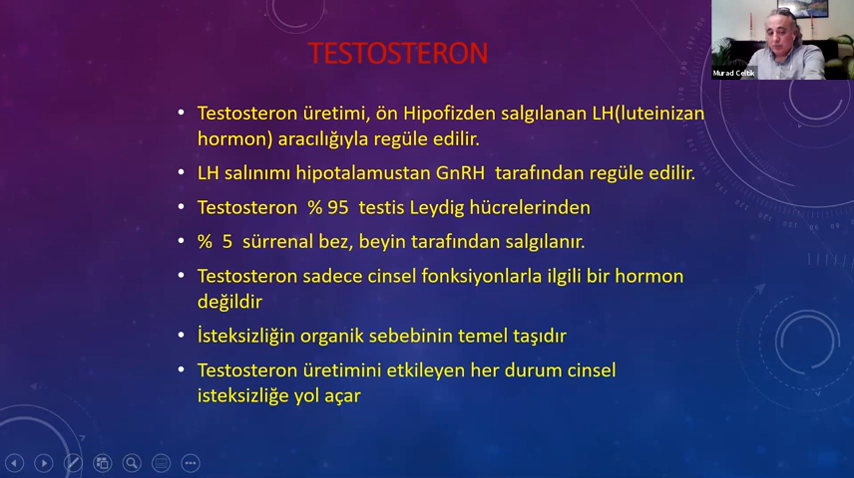 TESTOSTERON
Murad Celtik
• Testosteron üretimi, ön Hipofizden salgılanan LH(luteinizan
hormon) aracılığıyla regüle edilir.
• LH salınımı hipotalamustan GnRH tarafından regüle edilir.
• Testosteron % 95 testis Leydig hücrelerinden
• % 5 sürrenal bez, beyin tarafından salgılanır.
• Testosteron sadece cinsel fonksiyonlarla ilgili bir hormon
değildir
• İsteksizliğin organik sebebinin temel taşıdır
• Testosteron üretimini etkileyen her durum cinsel
isteksizliğe yol açar